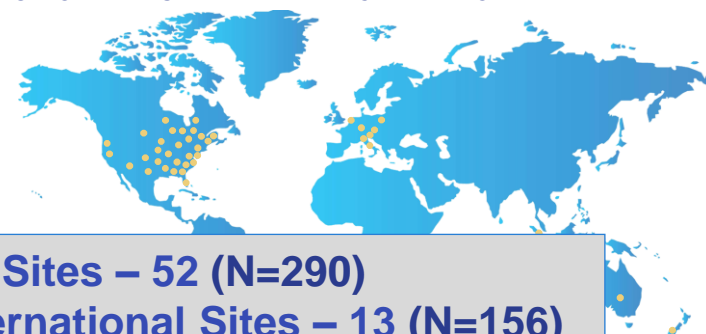 Sites – 52 (N=290)
ernational Sites – 13 (N=156)